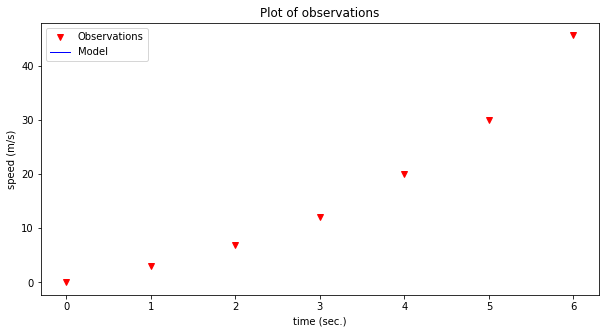 Plot of observations
Observations
Model
speed (m/s)
40
30
20
10
0
0 1 2 3 4 5 6
time (sec.)